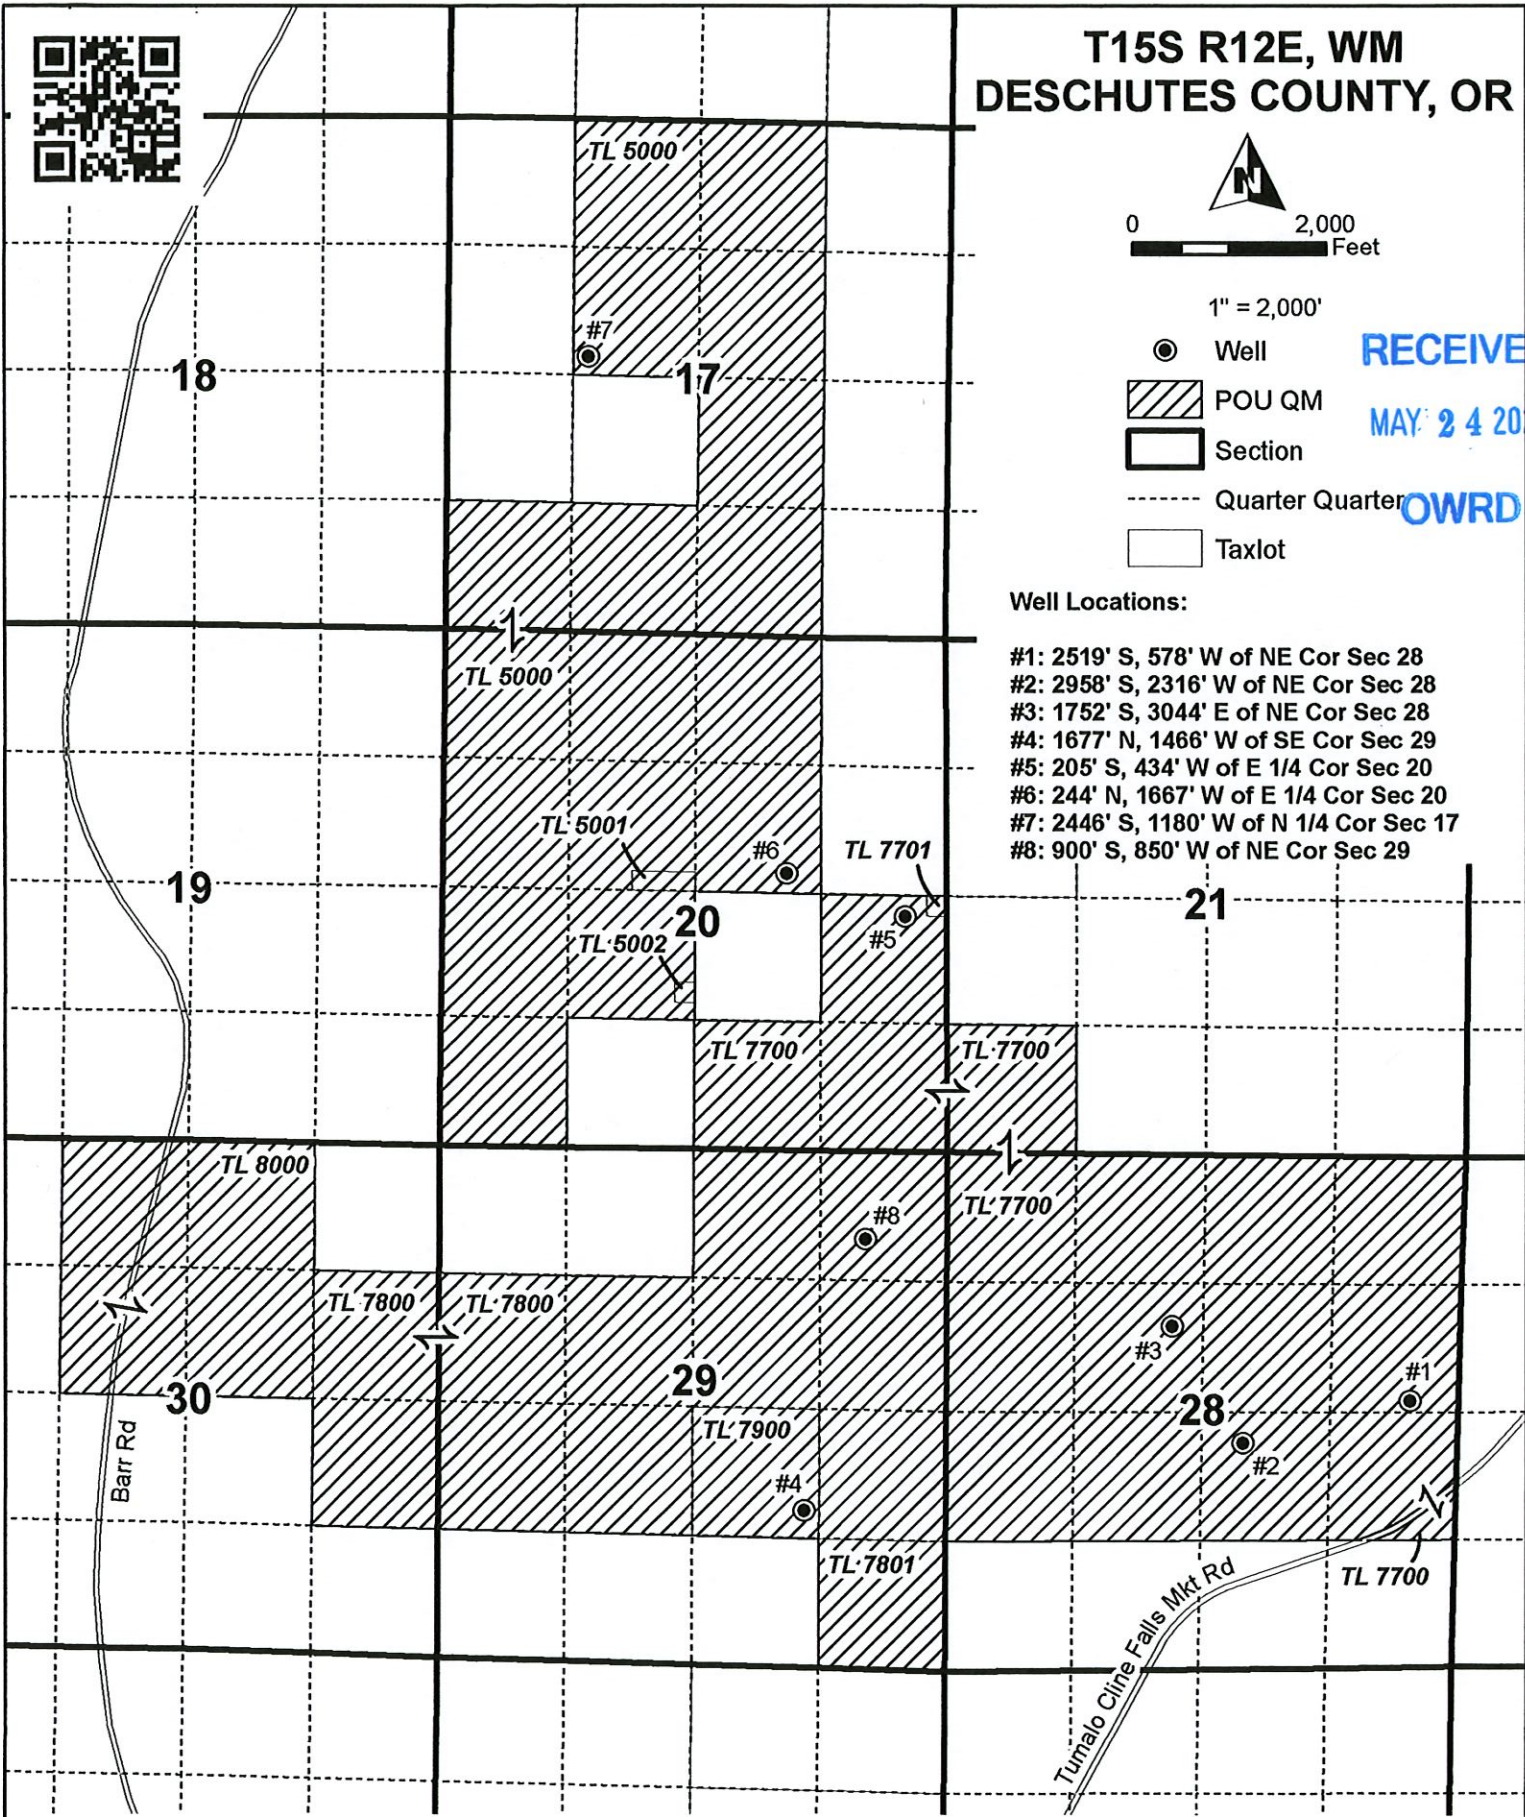 T15S R12E, WM
DESCHUTES COUNTY, OR
N
0 2,000
Feet
1" = 2,000'
Well
POU QM
Section
Quarter Quarter
Taxlot
RECEIVE
MAY 24 20
OWRD
Well Locations:
#1: 2519' S, 578' W of NE Cor Sec 28
#2: 2958' S, 2316' W of NE Cor Sec 28
#3: 1752' S, 3044' E of NE Cor Sec 28
#4: 1677' N, 1466' W of SE Cor Sec 29
#5: 205' S, 434' W of E 1/4 Cor Sec 20
#6: 244' N, 1667' W of E 1/4 Cor Sec 20
#7: 2446' S, 1180' W of N 1/4 Cor Sec 17
#8: 900' S, 850' W of NE Cor Sec 29
TL 5000
#7
18
17
TL 5000
TL 5001
#6
TL 7701
19
20
21
#5
TL 5002
TL 7700
TL 7700
TL 8000
TL 7700
#8
TL 7800
TL 7800
#3
#1
30
29
28
TL 7900
#2
#4
Barr Rd
TL 7801
TL 7700
Tumalo Cline Falls Mkt Rd